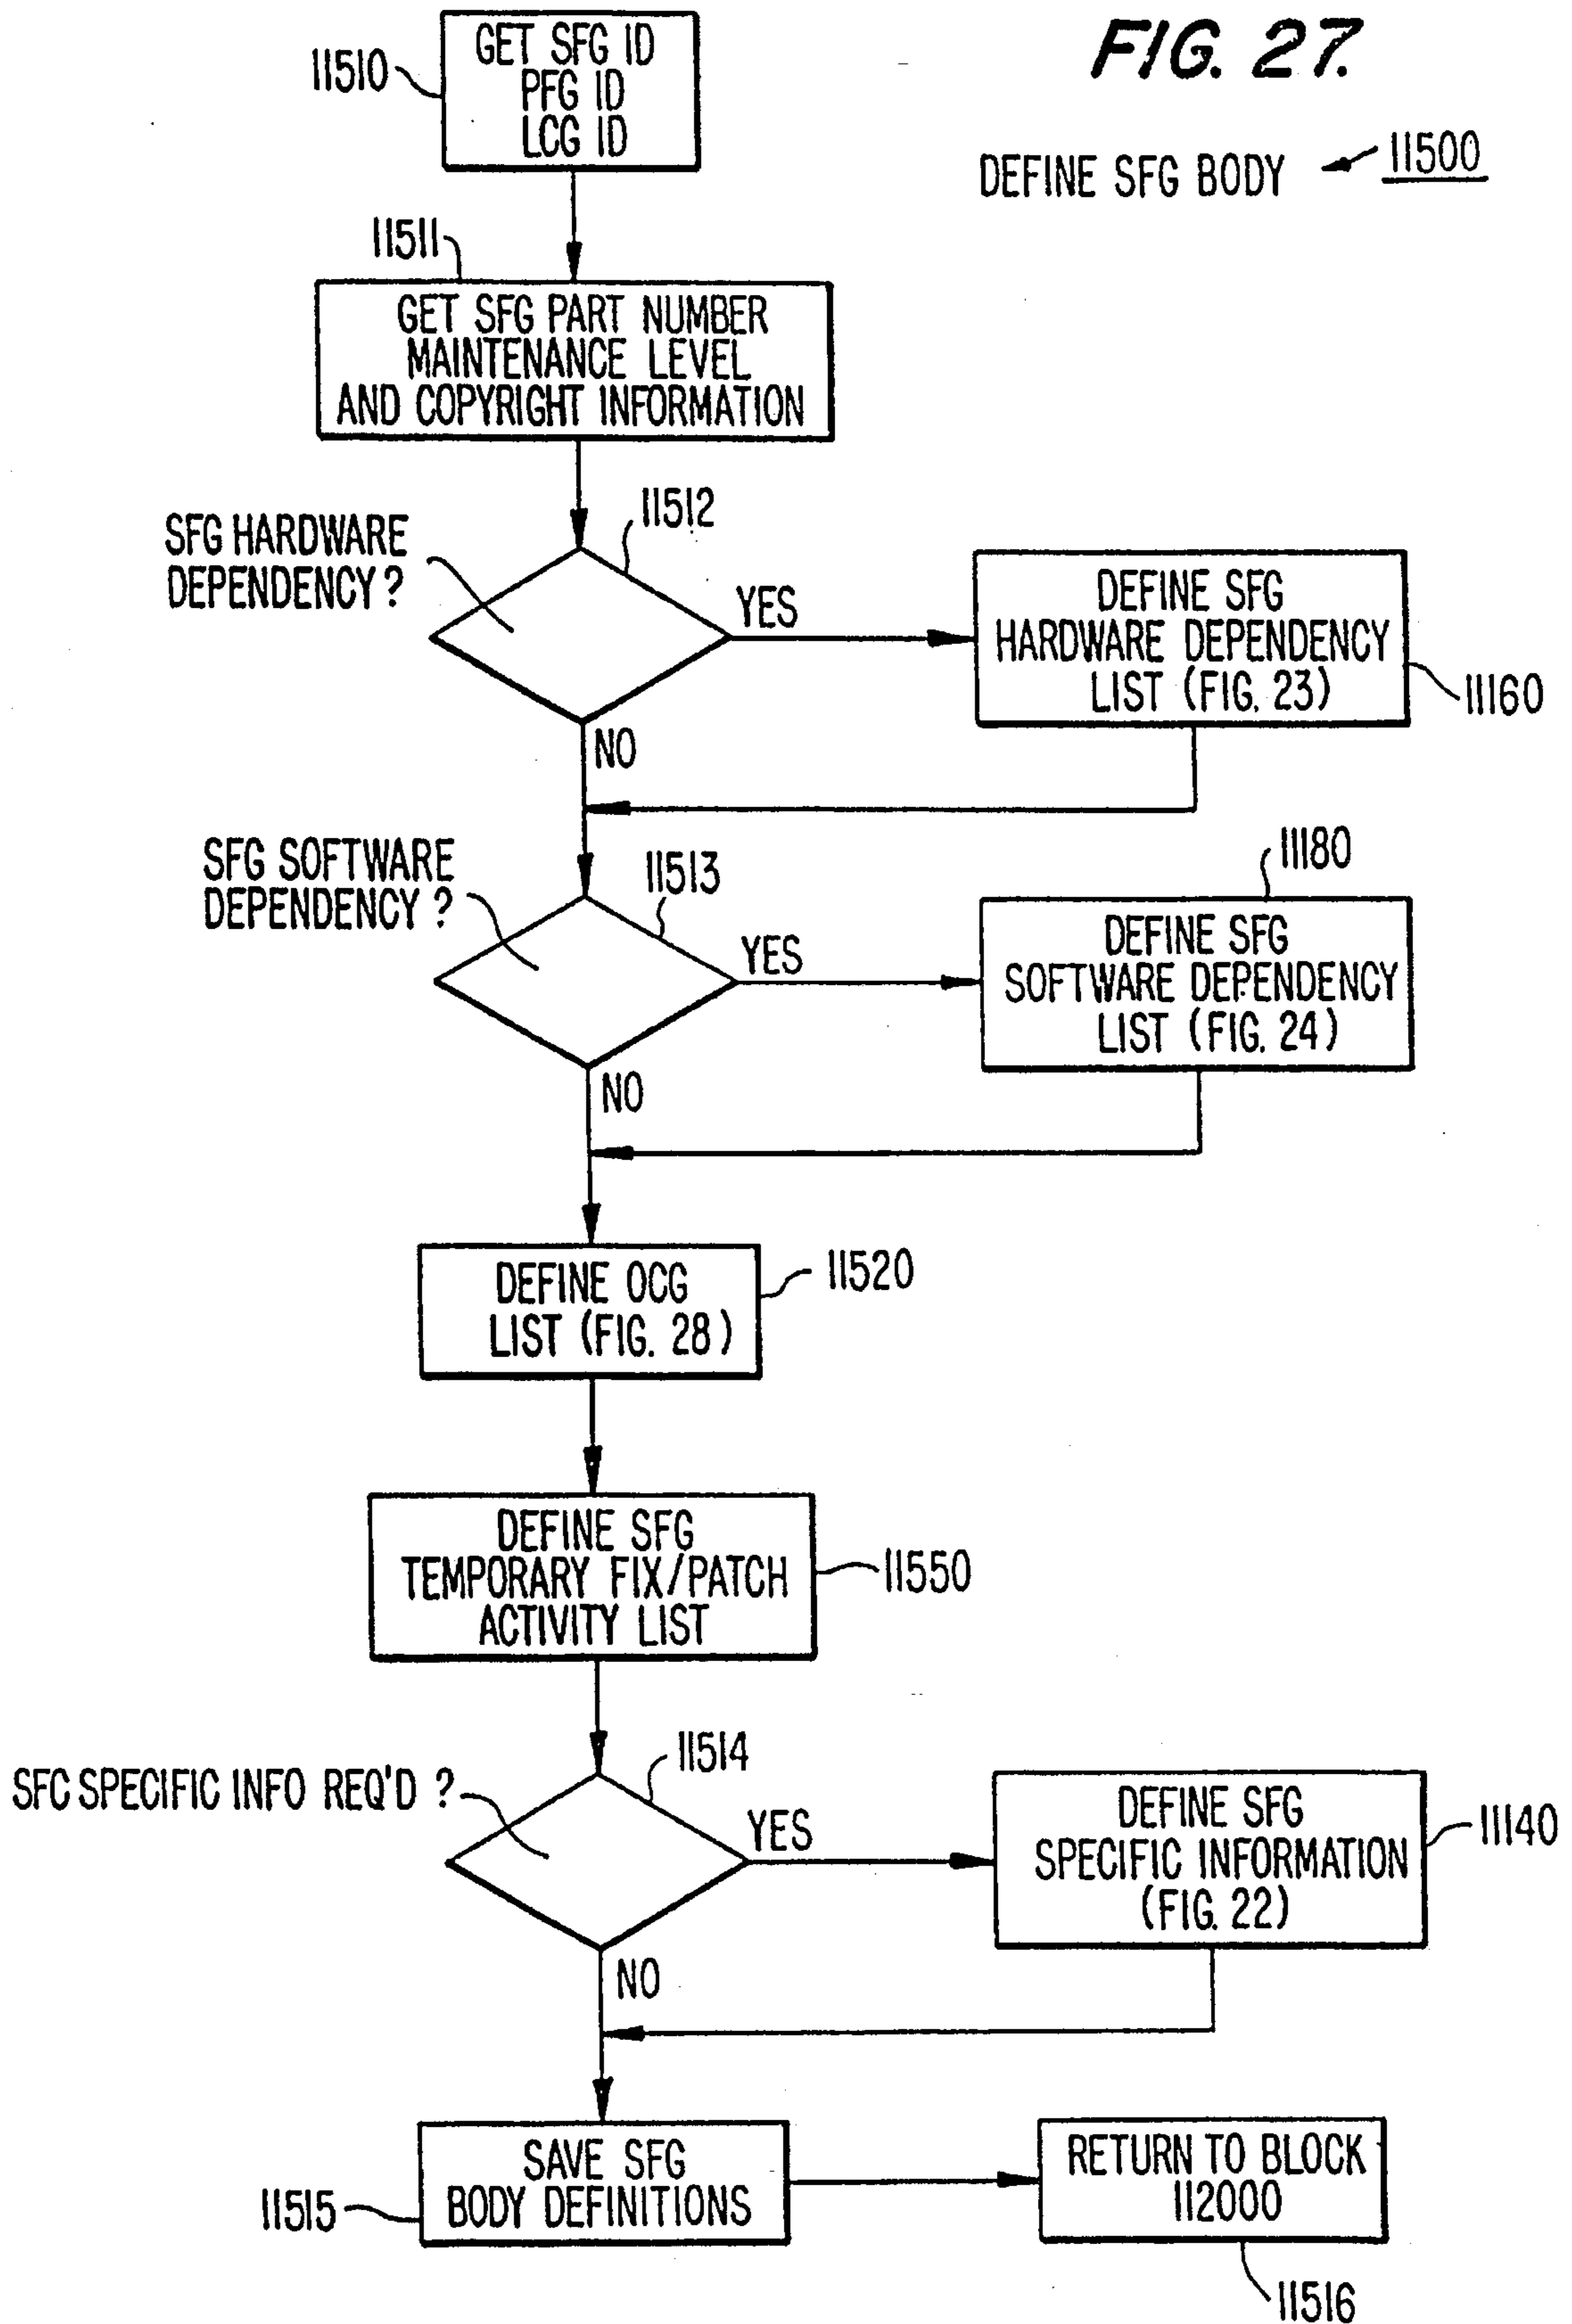 FIG. 27.
DEFINE SFG BODY
11500
11510
GET SFG ID
PFG ID
LCG ID
11511
GET SFG PART NUMBER
MAINTENANCE LEVEL
AND COPYRIGHT INFORMATION
SFG HARDWARE
DEPENDENCY?
11512
YES
NO
DEFINE SFG
HARDWARE DEPENDENCY
LIST (FIG. 23)
11160
SFG SOFTWARE
DEPENDENCY?
11513
YES
NO
11180
DEFINE SFG
SOFTWARE DEPENDENCY
LIST (FIG. 24)
DEFINE OCG
LIST (FIG. 28)
11520
DEFINE SFG
TEMPORARY FIX/PATCH
ACTIVITY LIST
11550
SFC SPECIFIC INFO REQ'D ?
11514
YES
NO
DEFINE SFG
SPECIFIC INFORMATION
(FIG. 22)
11140
SAVE SFG
BODY DEFINITIONS
11515
RETURN TO BLOCK
112000
11516